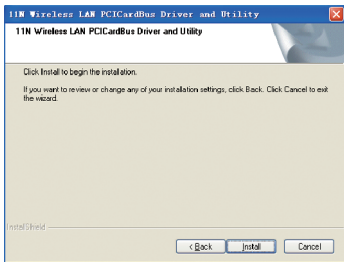 11N Wireless LAN PCICardBus Driver and Utility
11N Wireless LAN PCICardBus Driver and Utility
Click Install to begin the installation.
If you want to review or change any of your installation settings, click Back. Click Cancel to exit
the wizard.
InstallShield
< Back
Install
Cancel